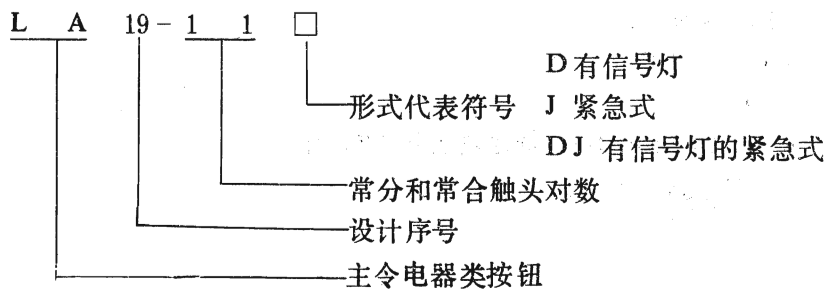 L A 19-1 1 □
D 有信号灯
形式代表符号 J 紧急式
DJ 有信号灯的紧急式
常分和常合触头对数
设计序号
主令电器类按钮